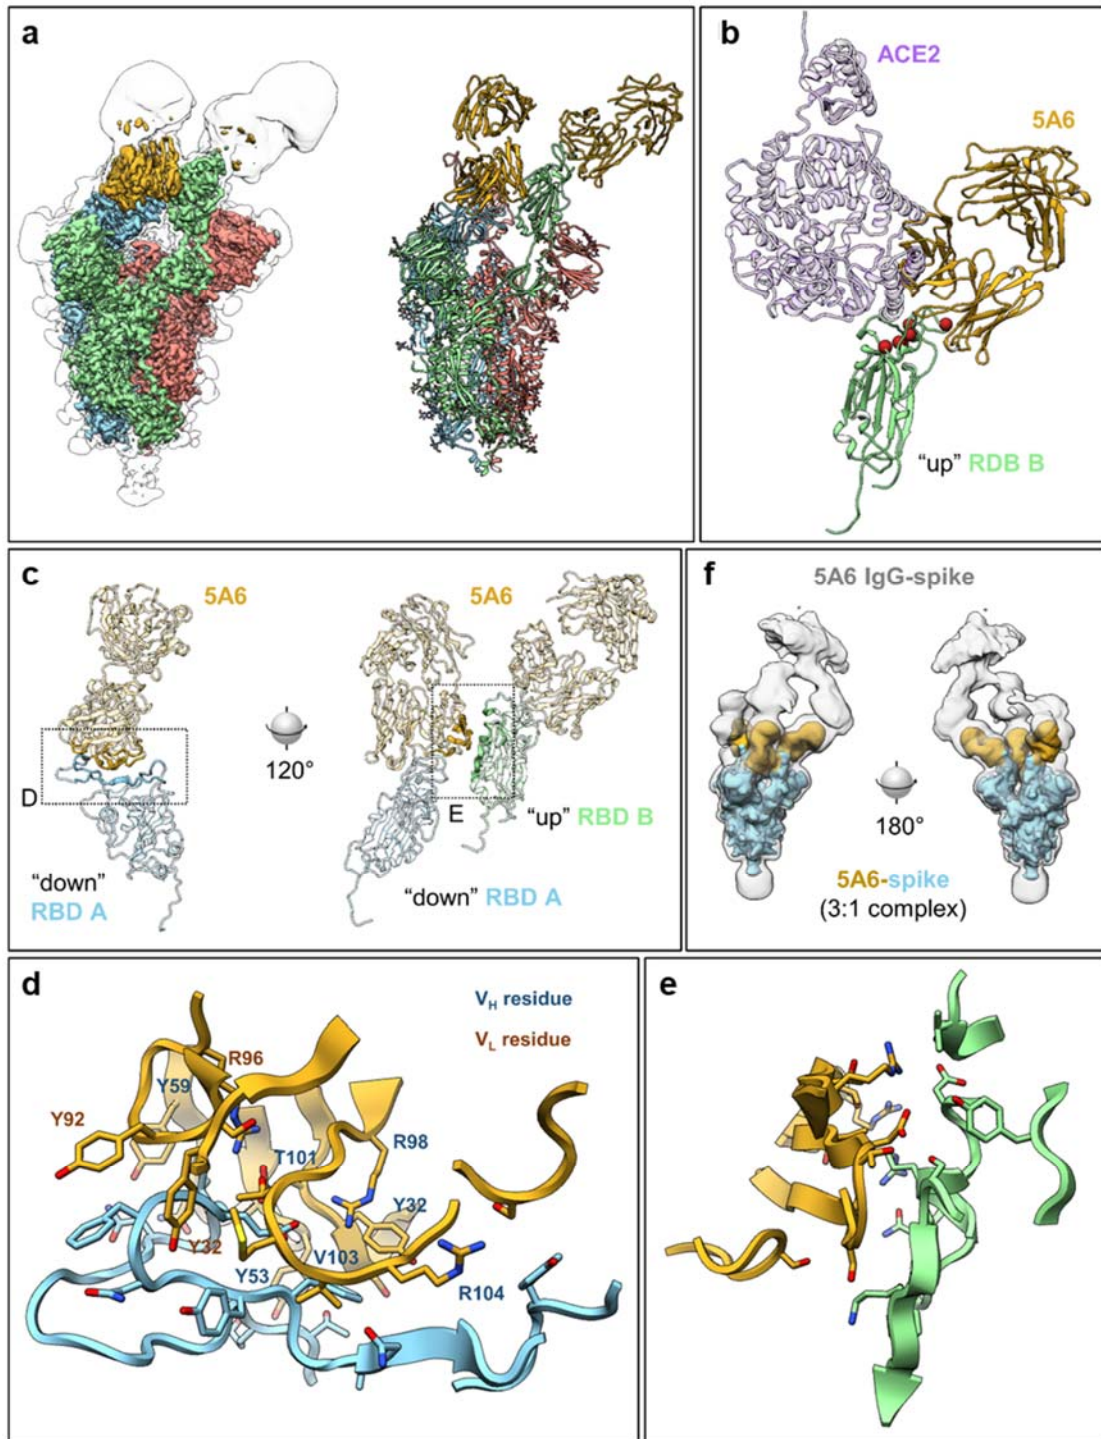 a
b
ACE2
5A6
"up" RDB B
c
5A6
D
"down"
RBD A
120°
5A6
E
"up" RBD B
"down" RBD A
f
5A6 IgG-spike
180°
5A6-spike
(3:1 complex)
d
VH residue
VL residue
R96
Y59
Y92
T101
R98
Y32
Y32
V103
Y53
R104
e